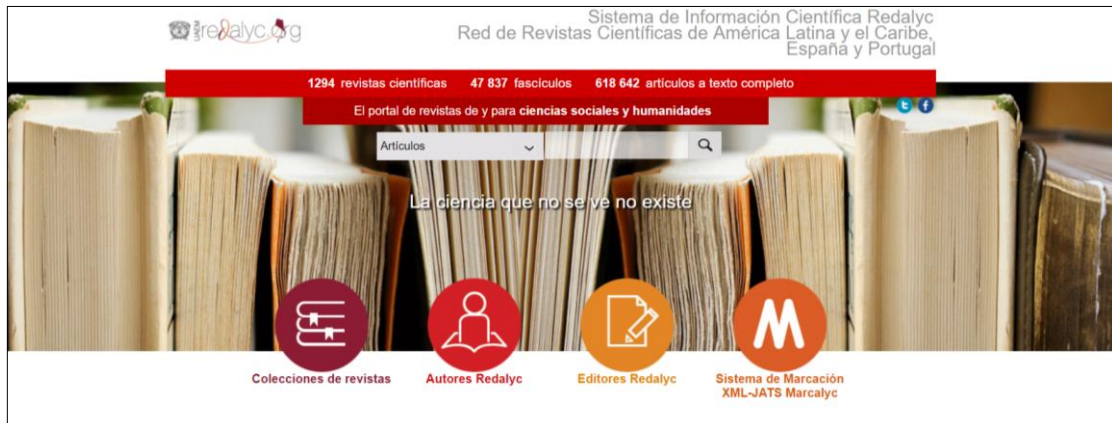 UAEM redalyc.org
Sistema de Información Científica Redalyc
Red de Revistas Científicas de América Latina y el Caribe,
España y Portugal
1294 revistas científicas 47 837 fascículos 618 642 artículos a texto completo
El portal de revistas de y para ciencias sociales y humanidades
Artículos
La ciencia que no se ve no existe
Colecciones de revistas
Autores Redalyc
Editores Redalyc
Sistema de Marcación
XML-JATS Marcalyc